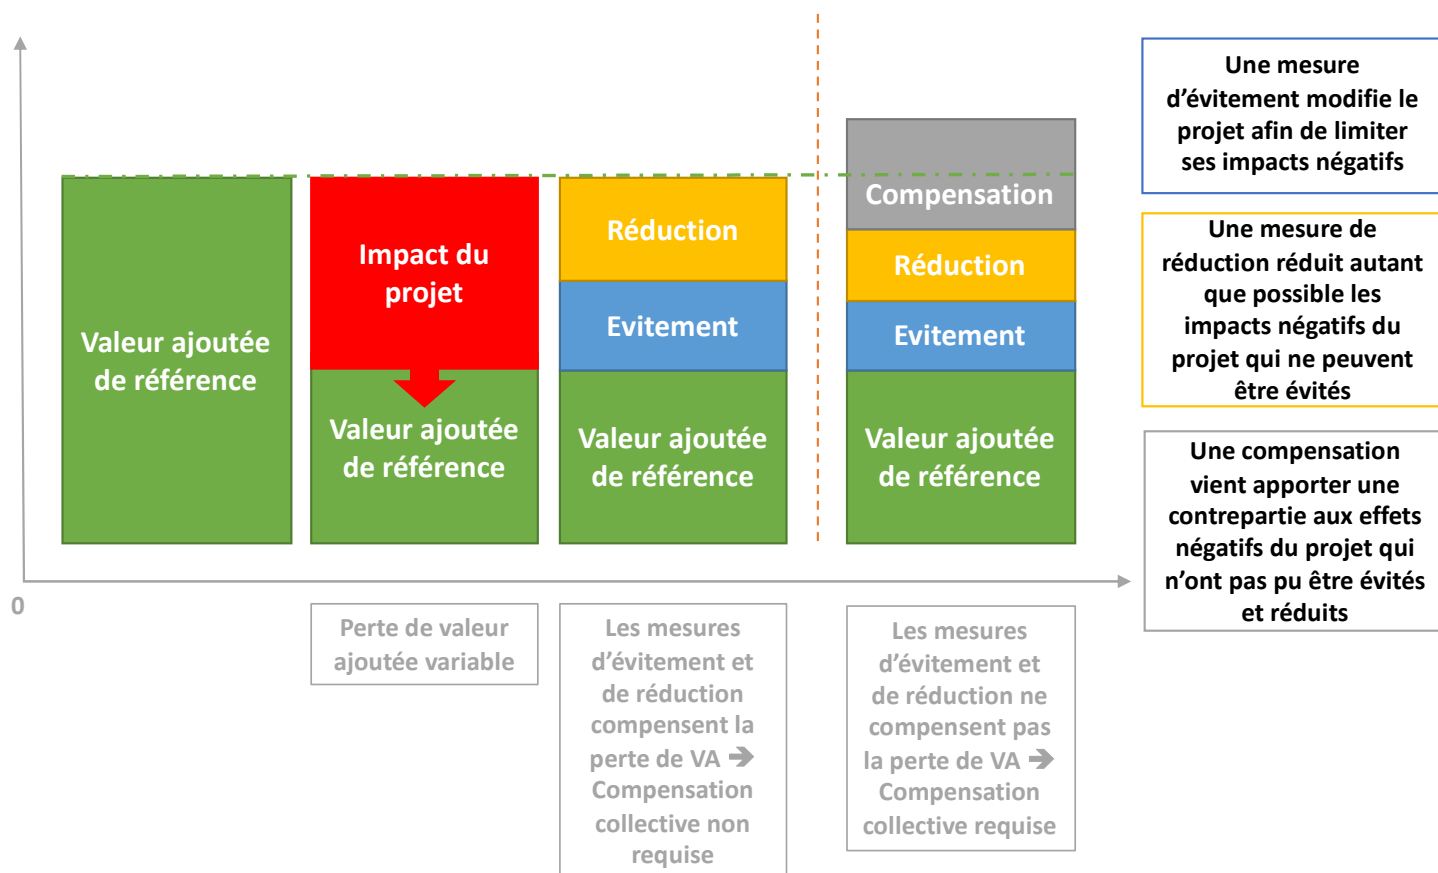 Valeur ajoutée
de référence
Impact du
projet
Valeur ajoutée
de référence
Réduction
Evitement
Valeur ajoutée
de référence
Compensation
Réduction
Evitement
Valeur ajoutée
de référence
Une mesure
d’évitement modifie le
projet afin de limiter
ses impacts négatifs
Une mesure de
réduction réduit autant
que possible les
impacts négatifs du
projet qui ne peuvent
être évités
Une compensation
vient apporter une
contrepartie aux effets
négatifs du projet qui
n’ont pas pu être évités
et réduits
0
Perte de valeur
ajoutée variable
Les mesures
d’évitement et
de réduction
compensent la
perte de VA ➔
Compensation
collective non
requise
Les mesures
d’évitement et
de réduction ne
compensent pas
la perte de VA ➔
Compensation
collective requise